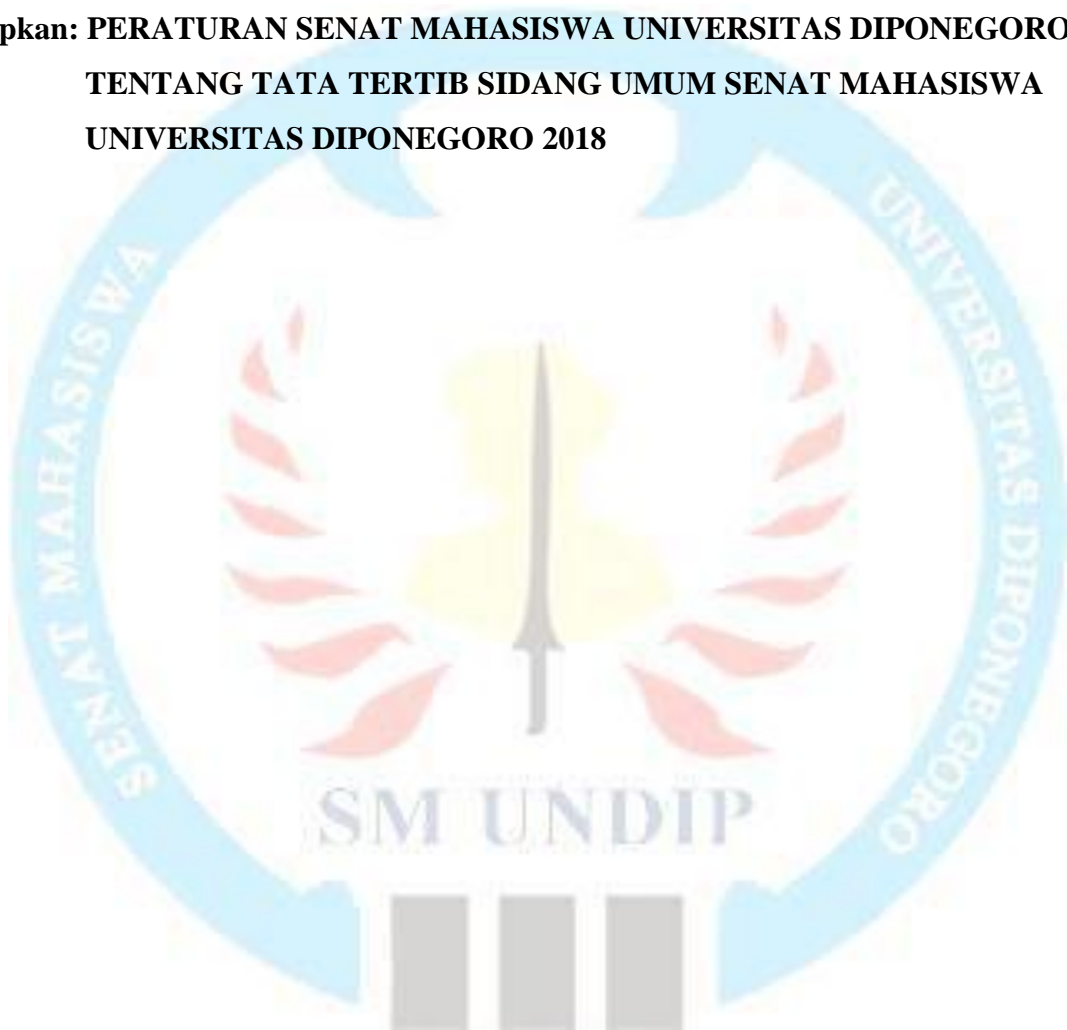 pkan: PERATURAN SENAT MAHASISWA UNIVERSITAS DIPONEGORO
TENTANG TATA TERTIB SIDANG UMUM SENAT MAHASISWA
UNIVERSITAS DIPONEGORO 2018
SENAT MAHASISWA
UNIVERSITAS DIPONEGORO
SM UNDIP